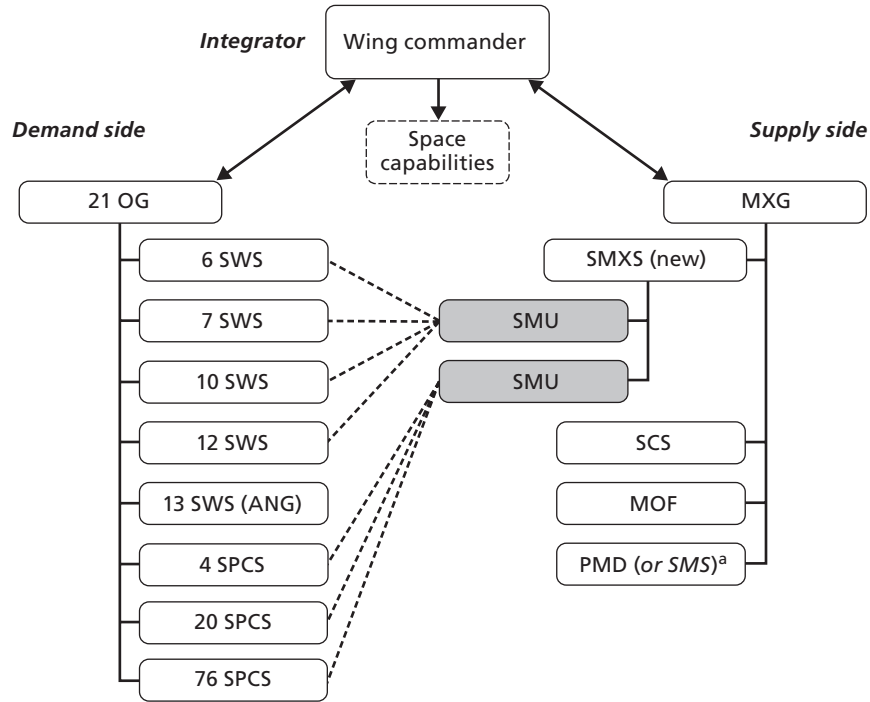 Integrator
Wing commander
Demand side
Space
capabilities
Supply side
21 OG
MXG
6 SWS
SMXS (new)
7 SWS
SMU
10 SWS
SMU
12 SWS
SCS
13 SWS (ANG)
MOF
4 SPCS
PMD (or SMS)a
20 SPCS
76 SPCS